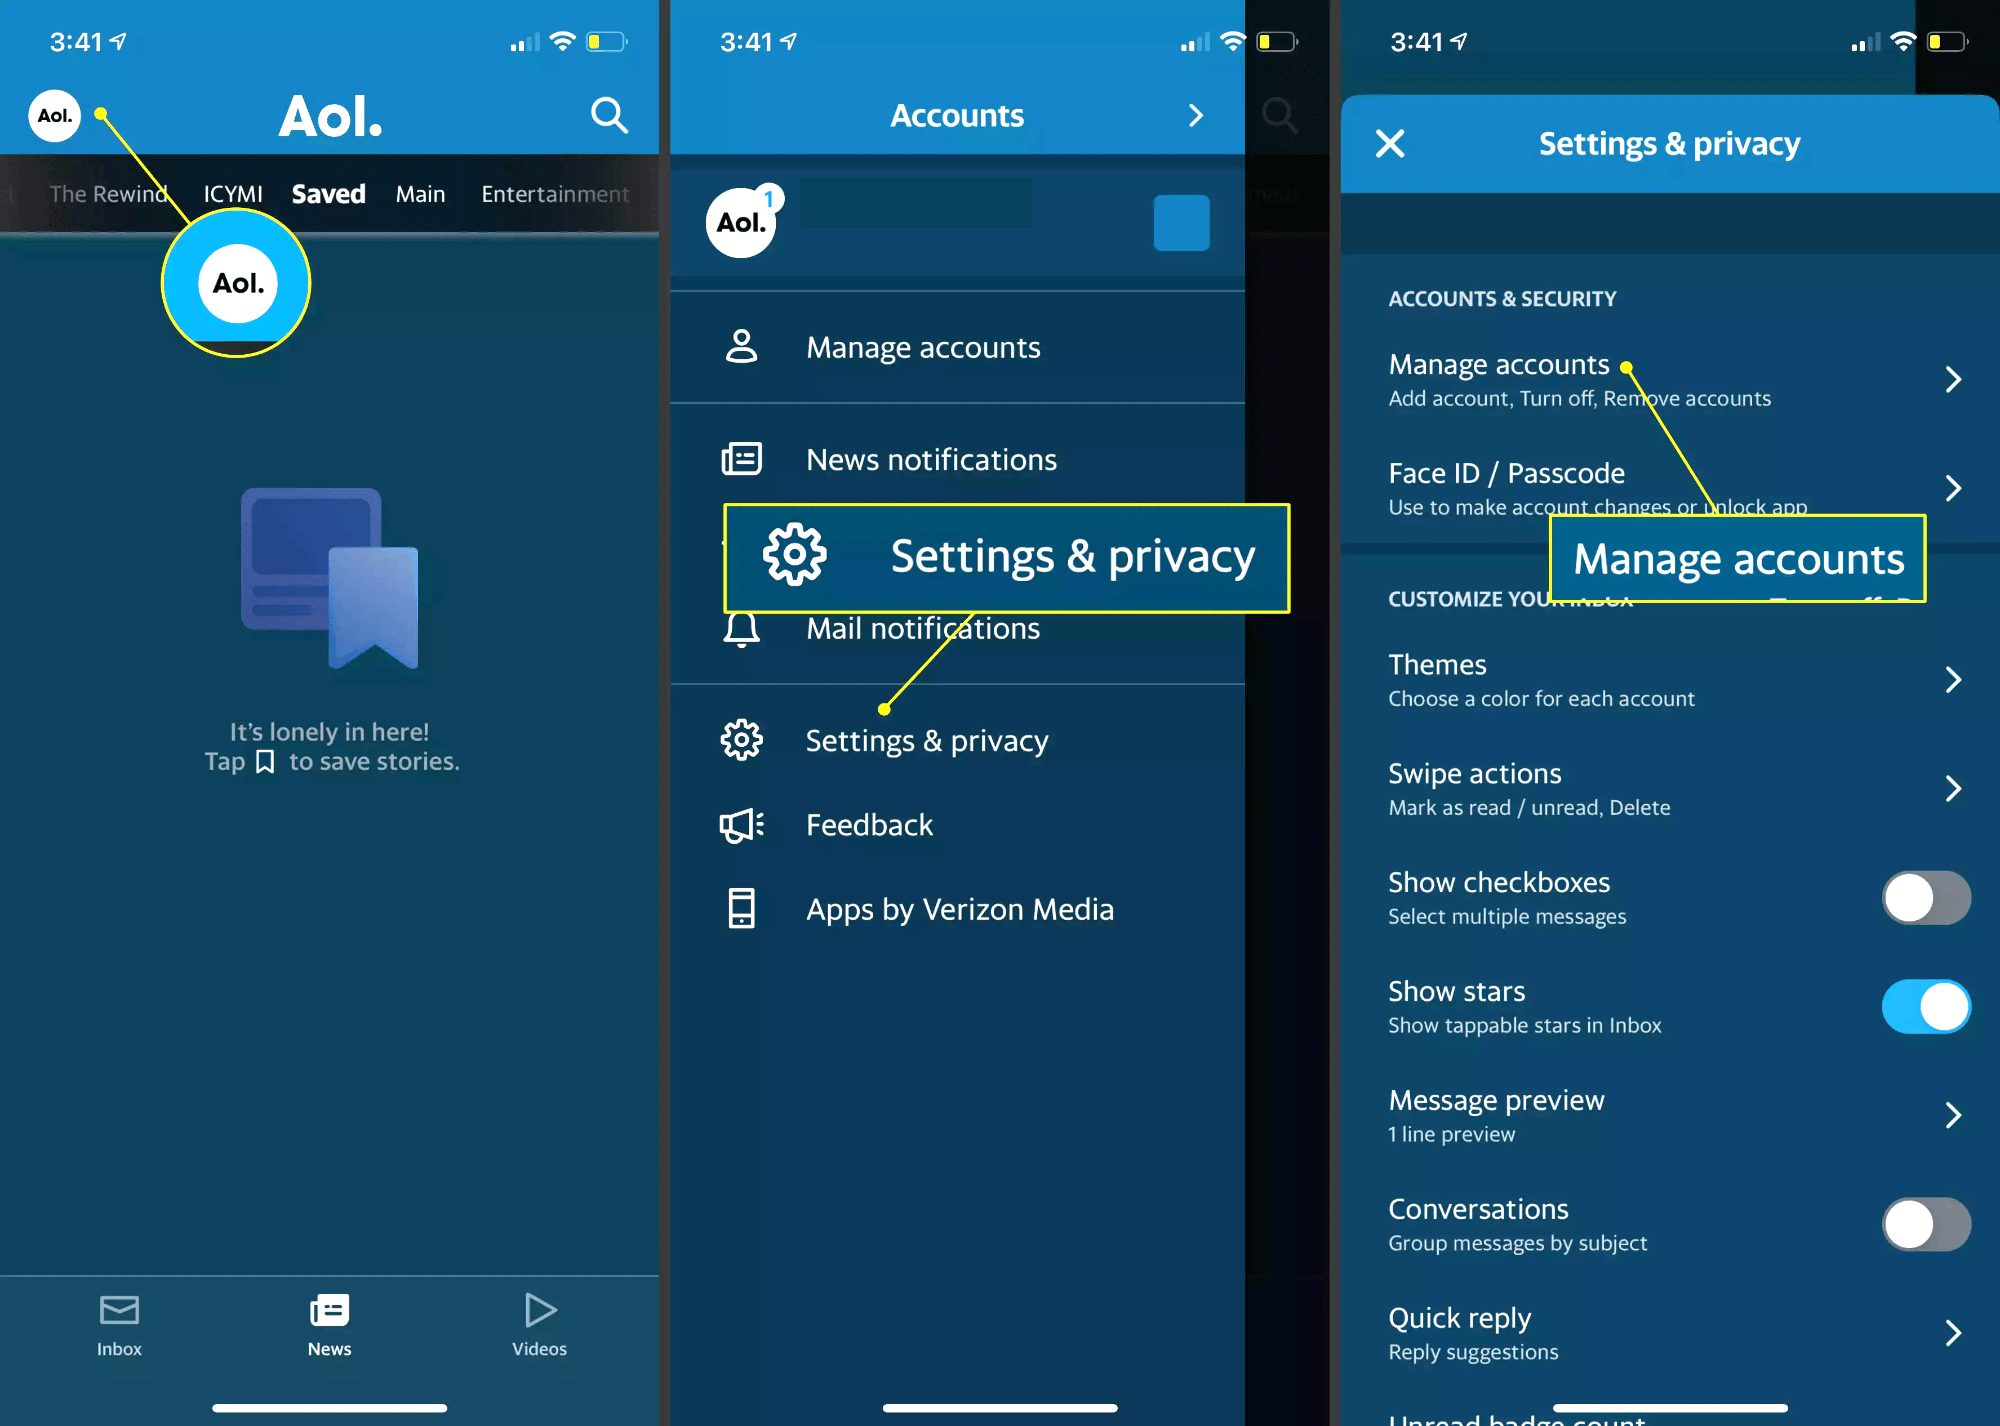 3:41
Aol.
Aol.
The Rewind ICYMI Saved Main Entertainment
Aol.
It's lonely in here!
Tap to save stories.
Inbox News Videos
3:41
Accounts
Aol. 1
Manage accounts
News notifications
Settings & privacy
Mail notifications
Settings & privacy
Feedback
Apps by Verizon Media
3:41
Settings & privacy
ACCOUNTS & SECURITY
Manage accounts
Add account, Turn off, Remove accounts
Face ID / Passcode
Use to make account changes or unlock app
Manage accounts
CUSTOMIZE YOUR INBOX
Themes
Choose a color for each account
Swipe actions
Mark as read / unread, Delete
Show checkboxes
Select multiple messages
Show stars
Show tappable stars in Inbox
Message preview
1 line preview
Conversations
Group messages by subject
Quick reply
Reply suggestions
Unread badge count